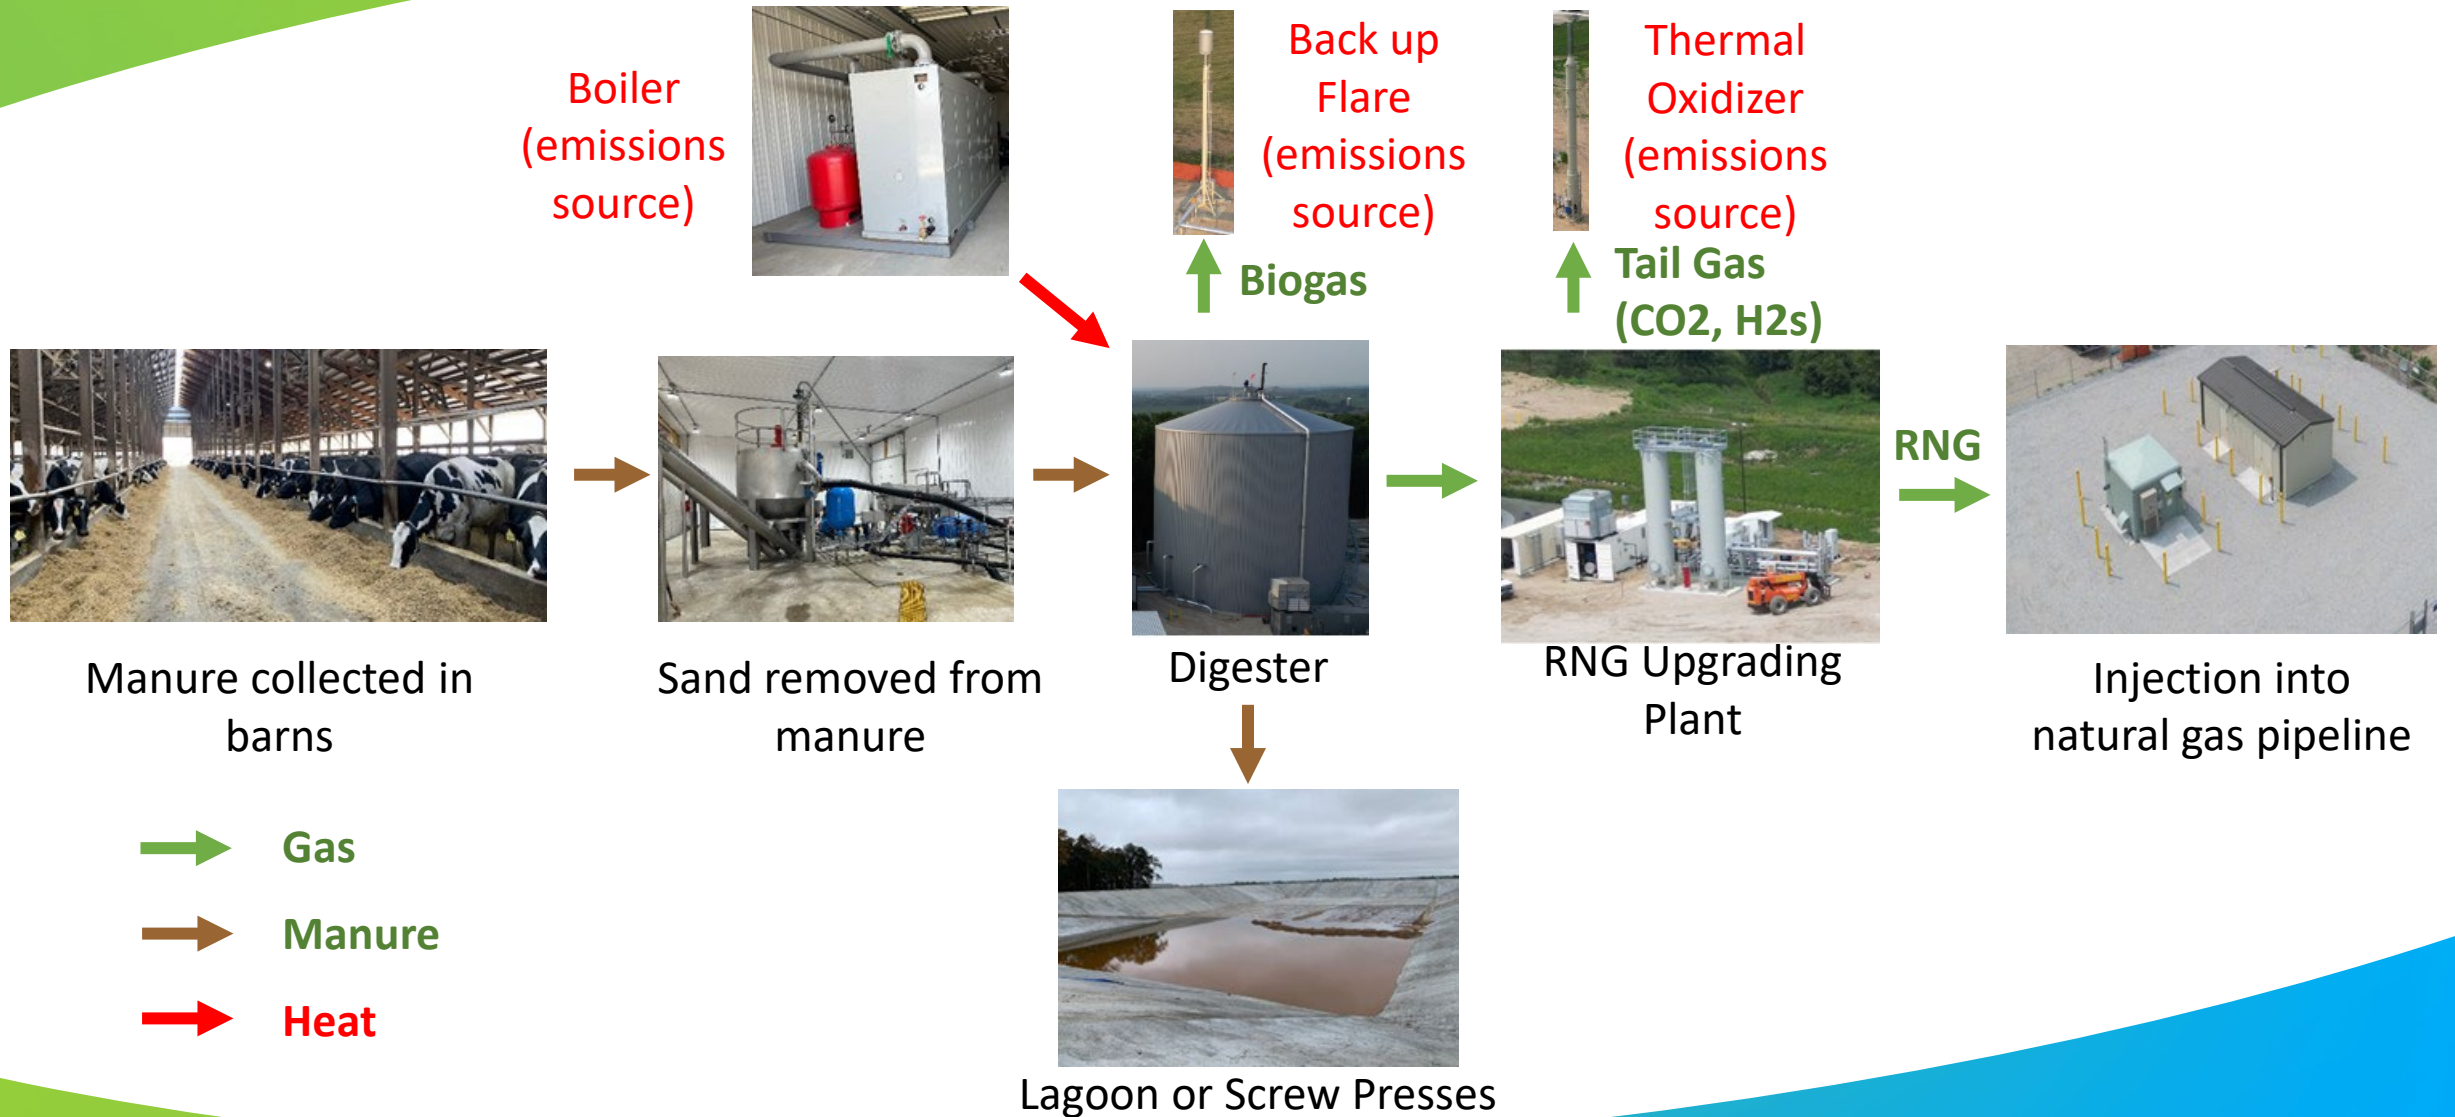 Boiler
(emissions
source)
Back up
Flare
(emissions
source)
Thermal
Oxidizer
(emissions
source)
Biogas
Tail Gas
(CO2, H2s)
RNG
Manure collected in
barns
Sand removed from
manure
Digester
RNG Upgrading
Plant
Injection into
natural gas pipeline
Gas
Manure
Heat
Lagoon or Screw Presses